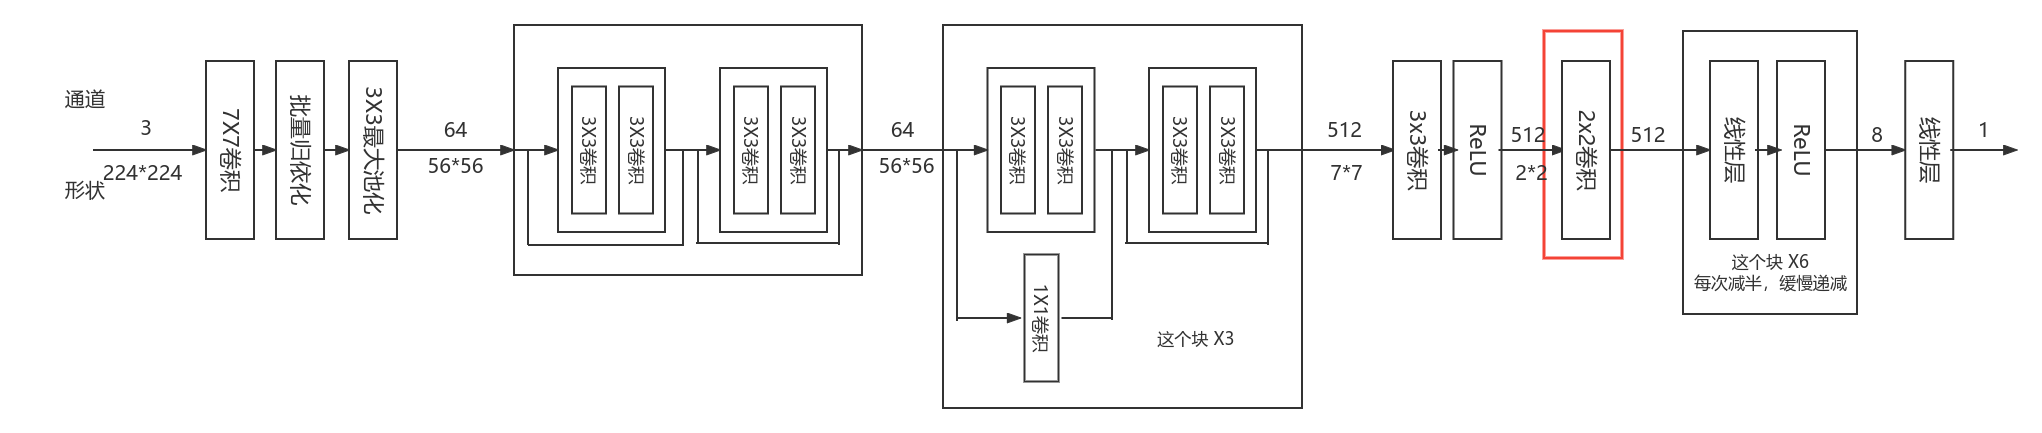 通道
3
224*224
形状
7X7卷积
批量归依化
3X3最大池化
64
56*56
3X3卷积
3X3卷积
3X3卷积
3X3卷积
64
56*56
3X3卷积
3X3卷积
3X3卷积
3X3卷积
1X1卷积
这个块 X3
512
7*7
3x3卷积
ReLU
512
2*2
2x2卷积
512
线性层
ReLU
这个块 X6
每次减半，缓慢递减
8
线性层
1